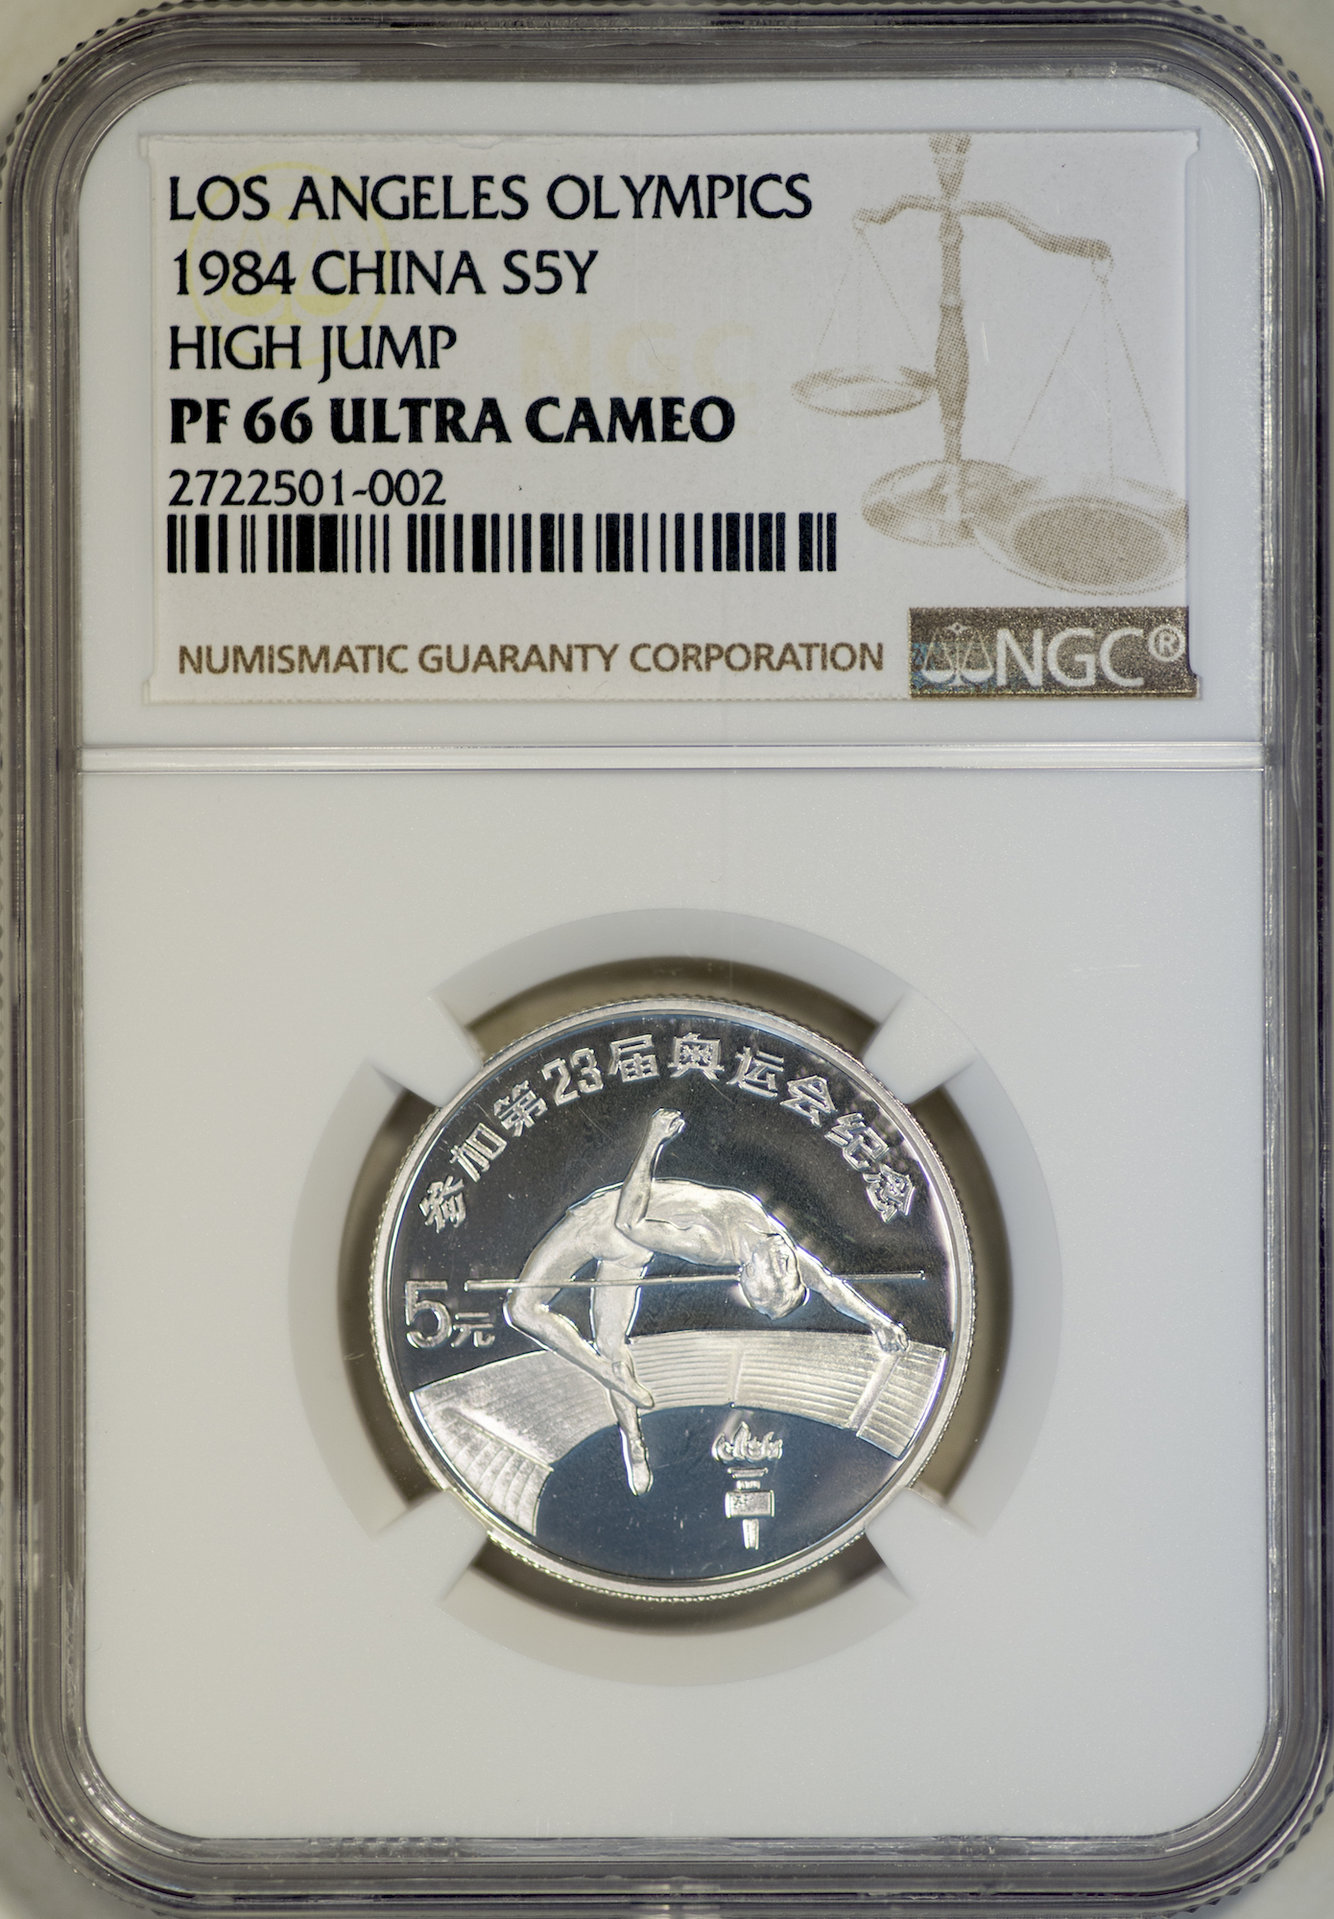 LOS ANGELES OLYMPICS
1984 CHINA S5Y
HIGH JUMP
PF 66 ULTRA CAMEO
2722501-002
NUMISMATIC GUARANTY CORPORATION
NGC®
NGC
参加第23届奥运会纪念
5元